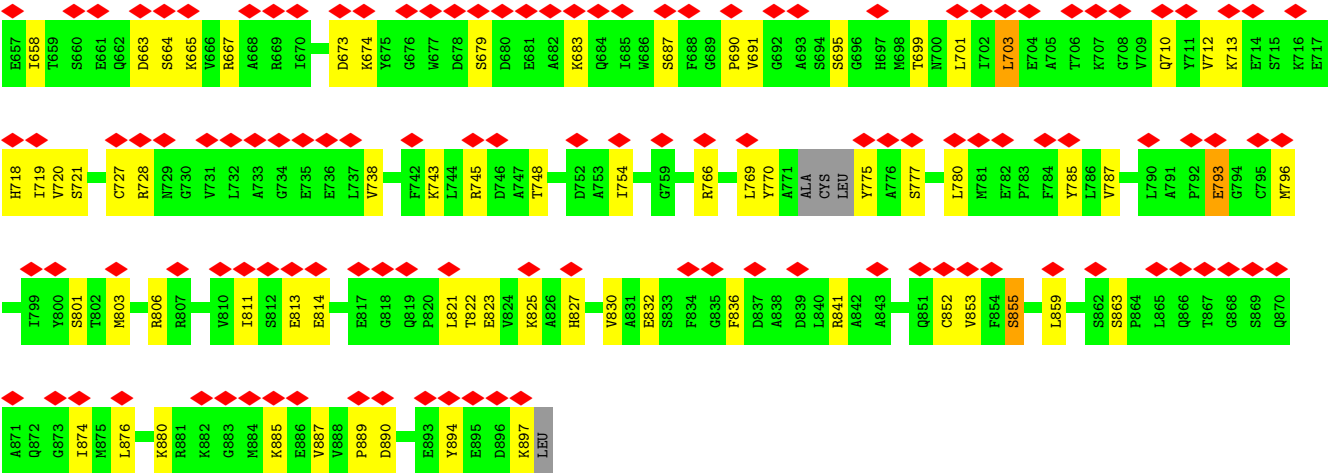 E657 I658 T659 S660 E661 Q662 D663 S664 K665 V666 R667 A668 R669 I670 D673 K674 Y675 G676 W677 D678 S679 D680 E681 A682 K683 Q684 I685 W686 S687 F688 G689 P690 V691 G692 A693 S694 S695 G696 H697 M698 T699 N700 L701 I702 L703 E704 A705 T706 K707 G708 V709 Q710 Y711 V712 K713 E714 S715 K716 E717
H718 I719 V720 S721 C727 R728 N729 G730 V731 L732 A733 G734 E735 E736 L737 V738 F742 K743 L744 R745 D746 A747 T748 D752 A753 I754 G759 R766 L769 Y770 A771 ALA CYS LEU Y775 A776 S777 L780 M781 E782 P783 F784 Y785 L786 V787 L790 A791 P792 E793 G794 C795 M796
I799 Y800 S801 T802 M803 R806 R807 V810 I811 S812 E813 E814 E817 G818 Q819 P820 L821 T822 E823 V824 K825 A826 H827 V830 A831 E832 S833 F834 G835 F836 D837 A838 D839 L840 R841 A842 A843 Q851 C852 V853 F854 S855 L859 S862 S863 P864 L865 Q866 T867 G868 S869 Q870
A871 Q872 G873 I874 M875 L876 K880 R881 K882 G883 M884 K885 E886 V887 V888 P889 D890 E893 Y894 E895 D896 K897 LEU